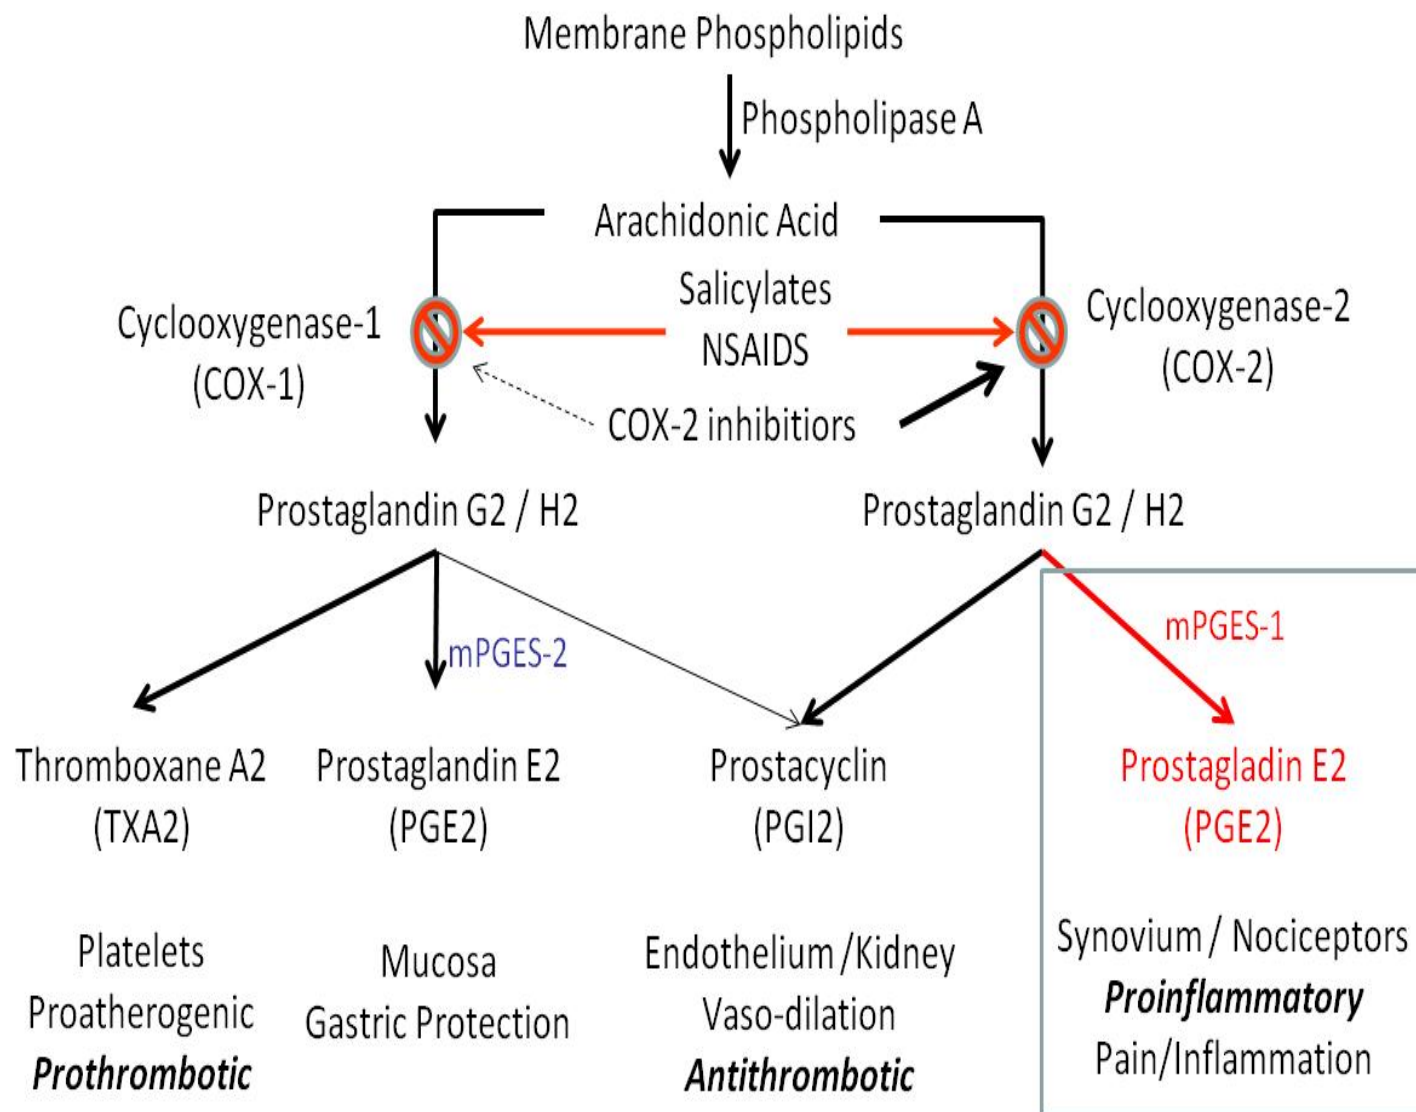 Membrane Phospholipids
Phospholipase A
Arachidonic Acid
Salicylates
NSAIDS
Cyclooxygenase-1
(COX-1)
Cyclooxygenase-2
(COX-2)
COX-2 inhibitiors
Prostaglandin G2 / H2
Prostaglandin G2 / H2
mPGES-2
mPGES-1
Thromboxane A2
(TXA2)
Prostaglandin E2
(PGE2)
Prostacyclin
(PGI2)
Prostagladin E2
(PGE2)
Platelets
Proatherogenic
Prothrombotic
Mucosa
Gastric Protection
Endothelium /Kidney
Vaso-dilation
Antithrombotic
Synovium / Nociceptors
Proinflammatory
Pain/Inflammation